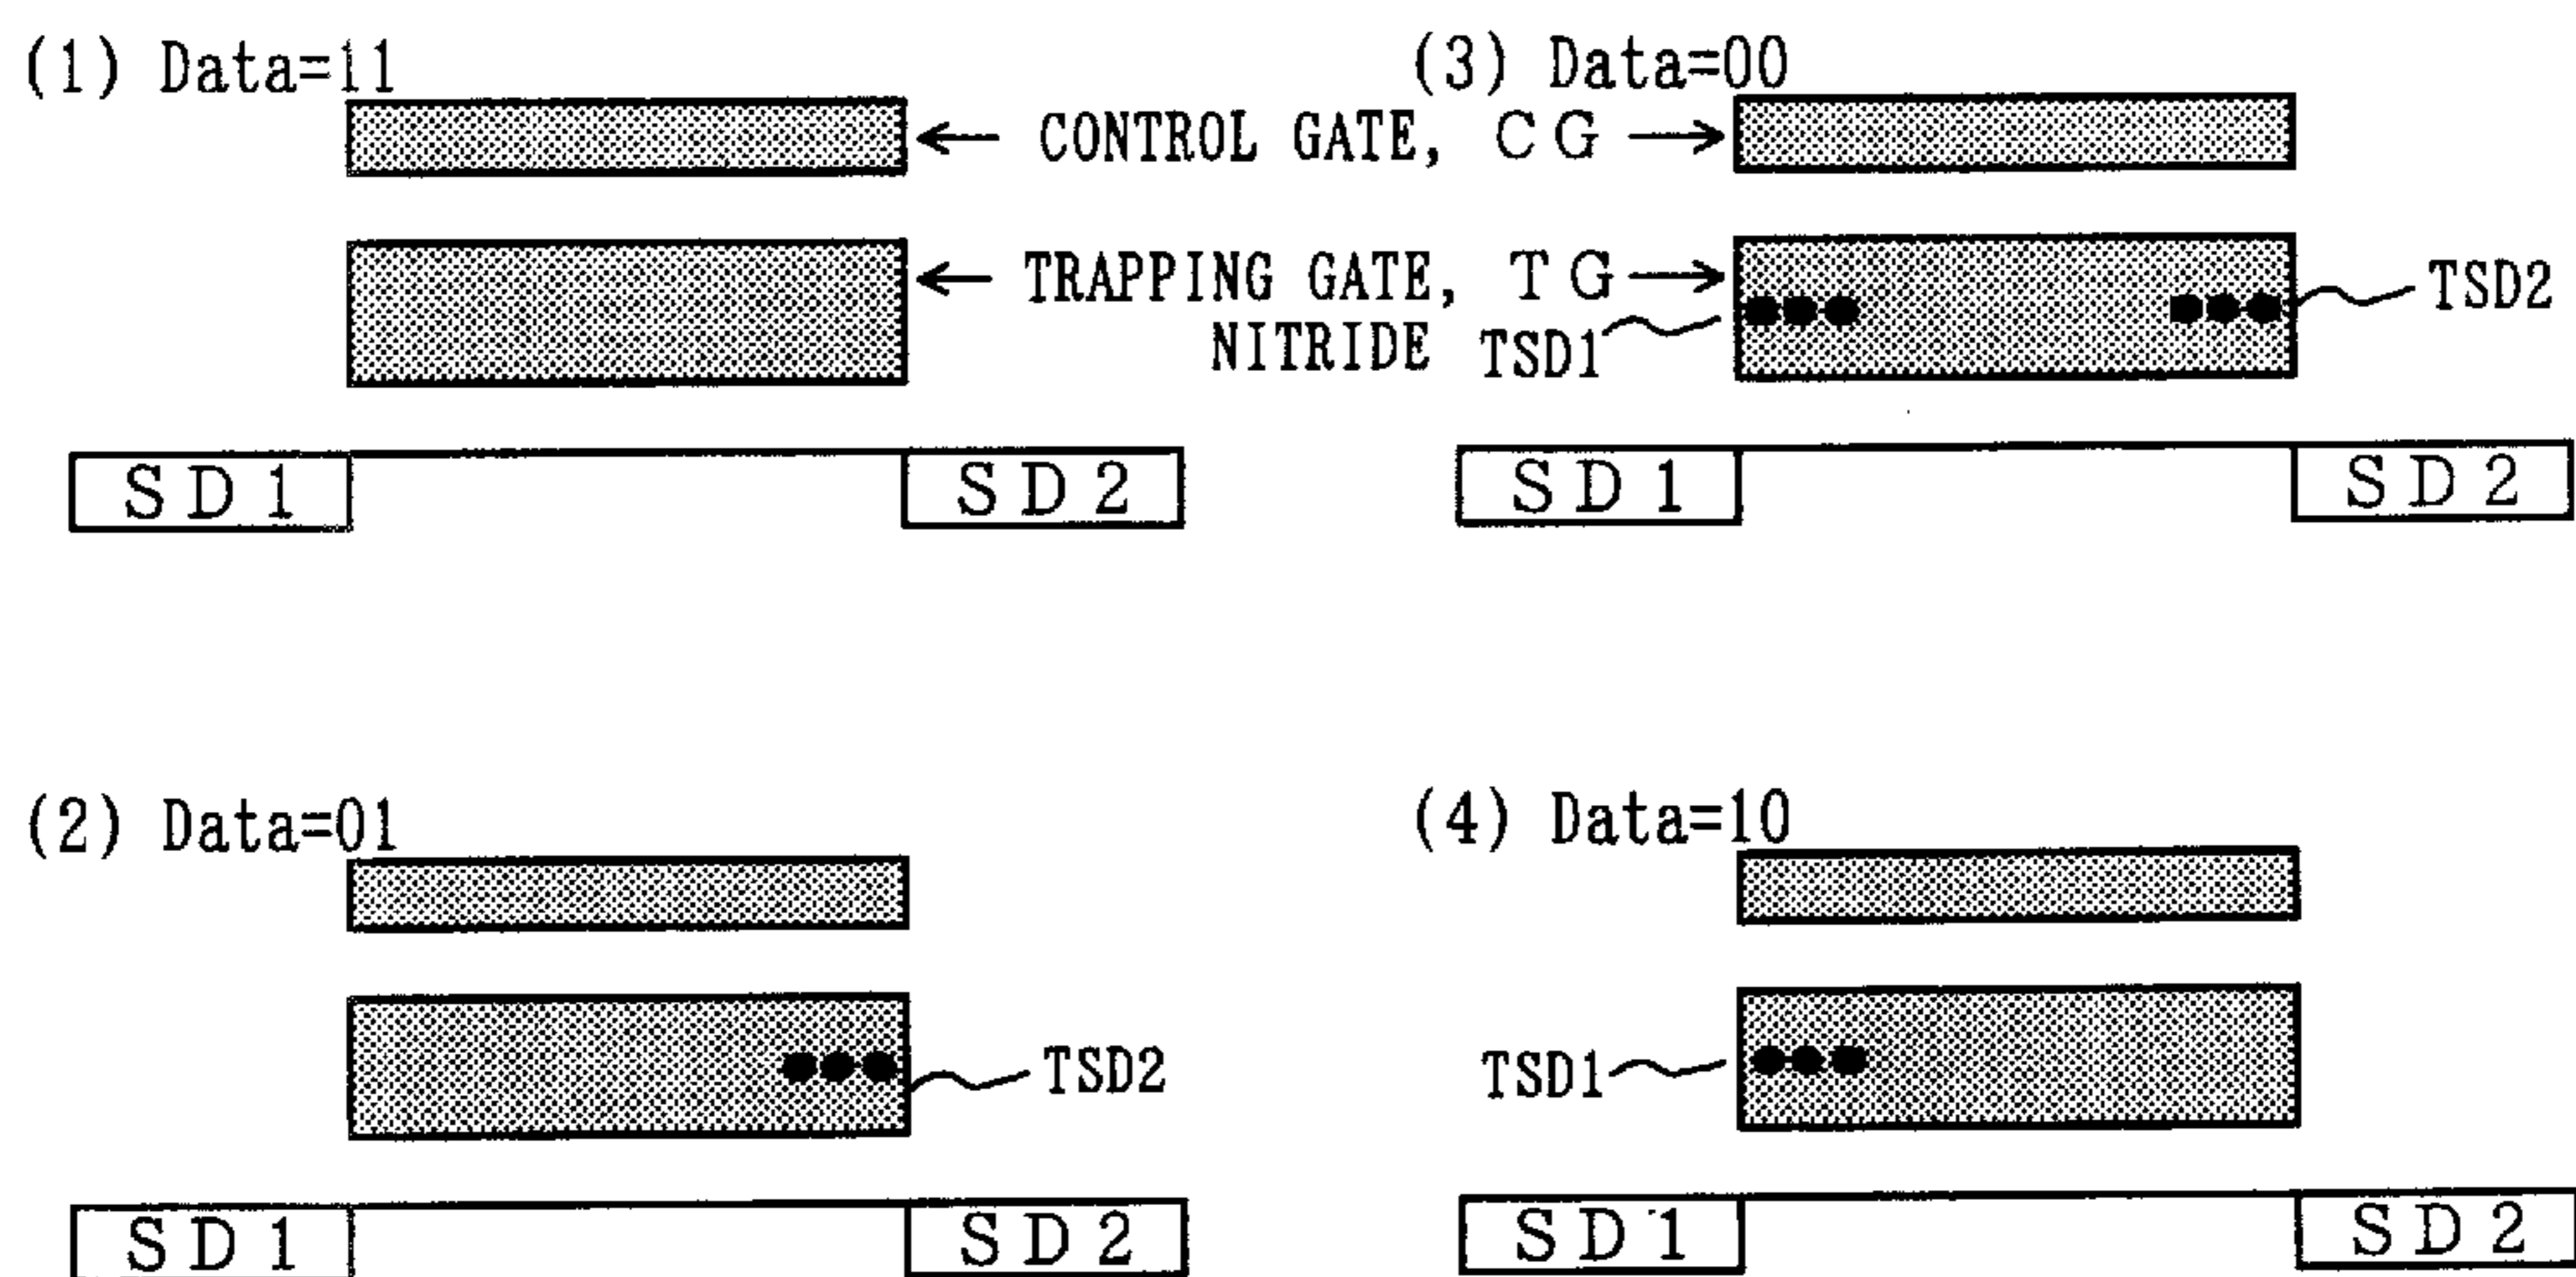 (1) Data=11
(3) Data=00
CONTROL GATE, CG
TRAPPING GATE, TG
NITRIDE
TSD1
TSD2
SD1
SD2
SD1
SD2
(2) Data=01
(4) Data=10
TSD2
TSD1
SD1
SD2
SD1
SD2